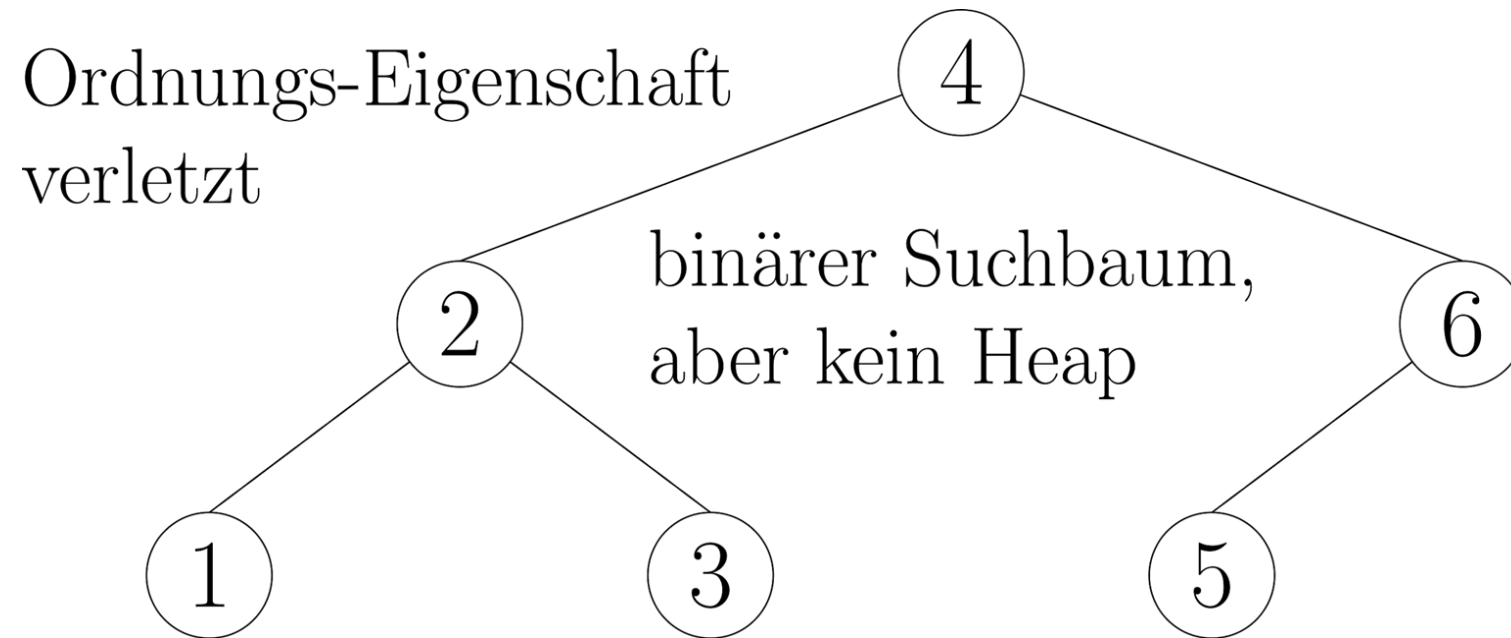 Ordnungs-Eigenschaft
verletzt
4
binärer Suchbaum,
aber kein Heap
2
6
1
3
5